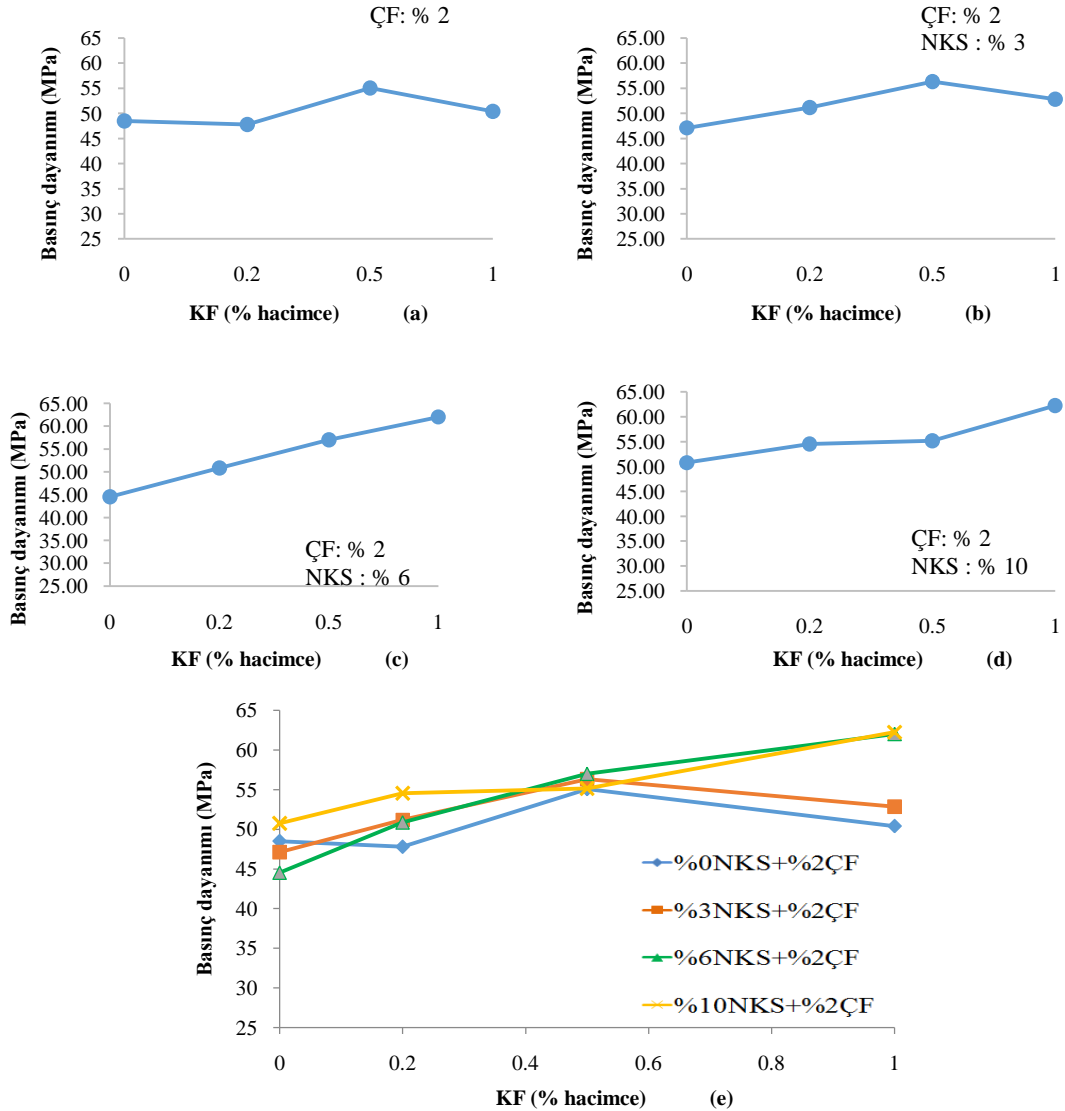 ÇF: % 2
Basınç dayanımı (MPa)
65
60
55
50
45
40
35
30
25
0 0.2 0.5 1
KF (% hacimce) (a)
ÇF: % 2
NKS : % 3
Basınç dayanımı (MPa)
65.00
60.00
55.00
50.00
45.00
40.00
35.00
30.00
25.00
0 0.2 0.5 1
KF (% hacimce) (b)
Basınç dayanımı (MPa)
65.00
60.00
55.00
50.00
45.00
40.00
35.00
30.00
25.00
ÇF: % 2
NKS : % 6
0 0.2 0.5 1
KF (% hacimce) (c)
Basınç dayanımı (MPa)
65.00
60.00
55.00
50.00
45.00
40.00
35.00
30.00
25.00
ÇF: % 2
NKS : % 10
0 0.2 0.5 1
KF (% hacimce) (d)
Basınç dayanımı (MPa)
65
60
55
50
45
40
35
30
25
%0NKS+%2ÇF
%3NKS+%2ÇF
%6NKS+%2ÇF
%10NKS+%2ÇF
0 0.2 0.4 0.6 0.8 1
KF (% hacimce) (e)